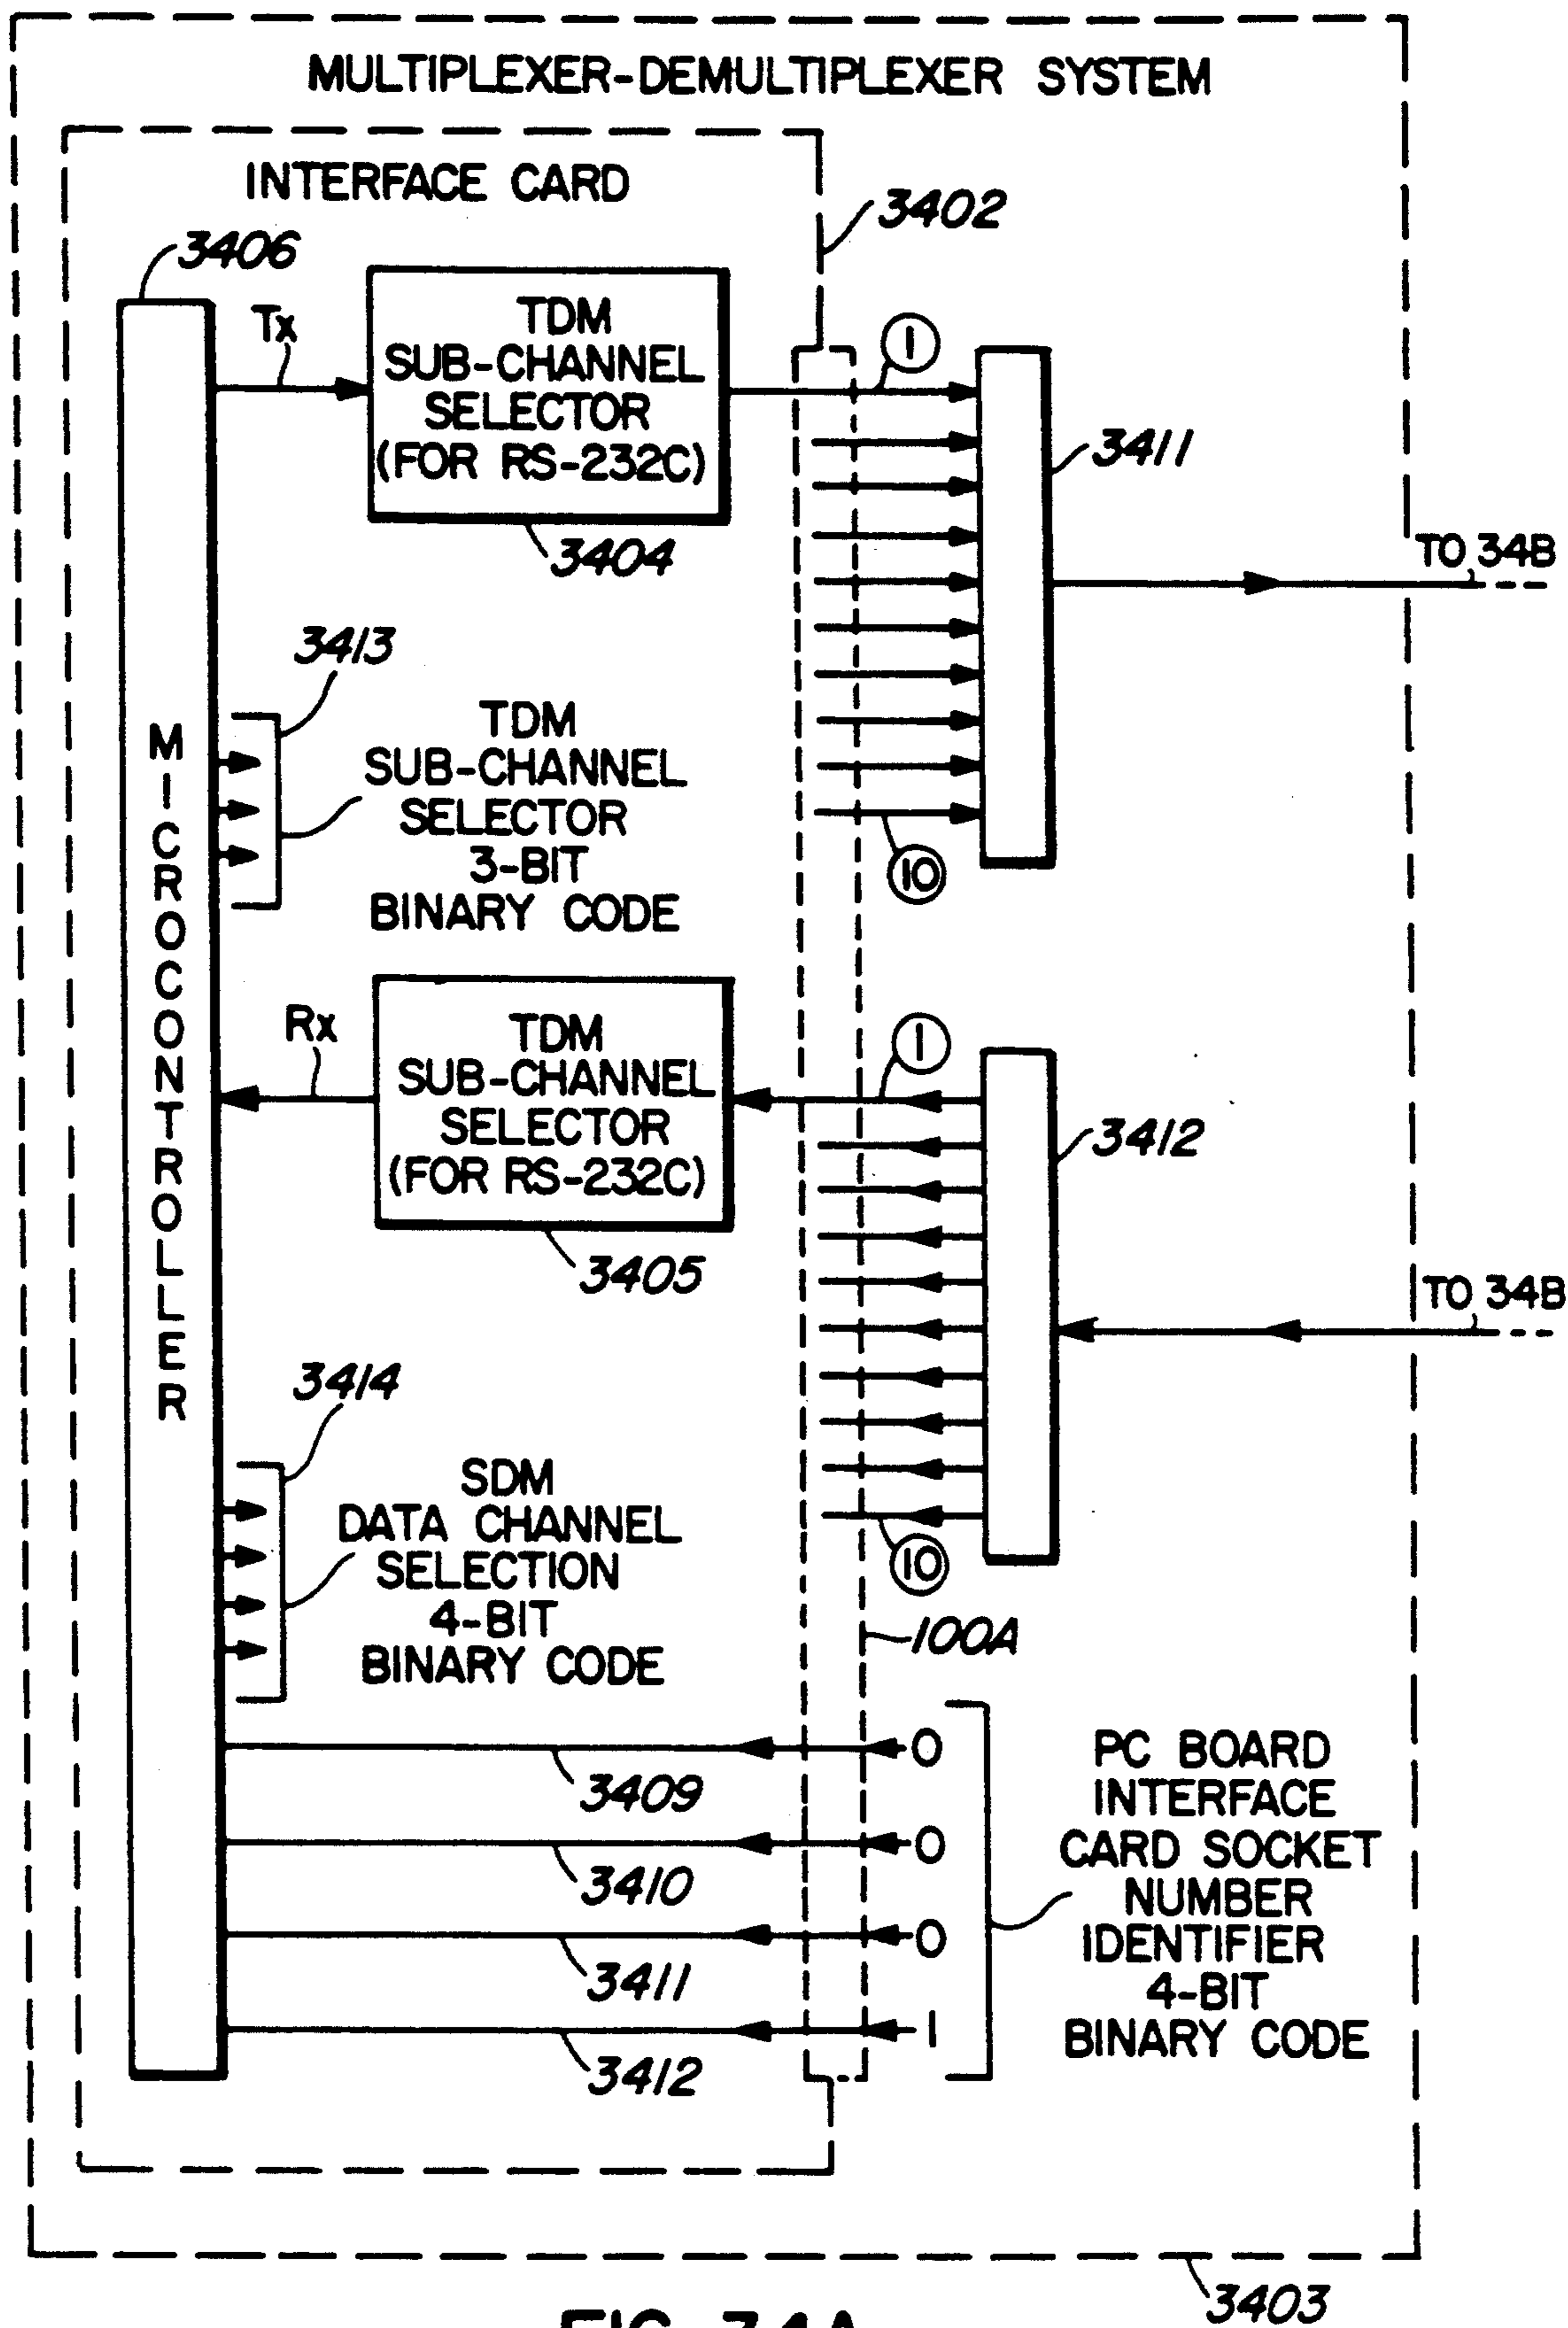 MULTIPLEXER-DEMULTIPLEXER SYSTEM
INTERFACE CARD
3402
3406
Tx
TDM
SUB-CHANNEL
SELECTOR
(FOR RS-232C)
3404
1
10
3411
TO 34B
3413
TDM
SUB-CHANNEL
SELECTOR
3-BIT
BINARY CODE
MICROCONTROLLER
Rx
TDM
SUB-CHANNEL
SELECTOR
(FOR RS-232C)
3405
1
10
3412
TO 34B
3414
SDM
DATA CHANNEL
SELECTION
4-BIT
BINARY CODE
100A
3409
0
3410
0
3411
0
3412
1
PC BOARD
INTERFACE
CARD SOCKET
NUMBER
IDENTIFIER
4-BIT
BINARY CODE
3403
FIG. 34A